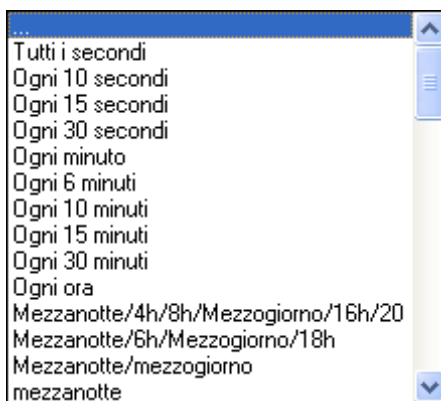 ...
Tutti i secondi
Ogni 10 secondi
Ogni 15 secondi
Ogni 30 secondi
Ogni minuto
Ogni 6 minuti
Ogni 10 minuti
Ogni 15 minuti
Ogni 30 minuti
Ogni ora
Mezzanotte/4h/8h/Mezzogiorno/16h/20
Mezzanotte/6h/Mezzogiorno/18h
Mezzanotte/mezzogiorno
mezzanotte